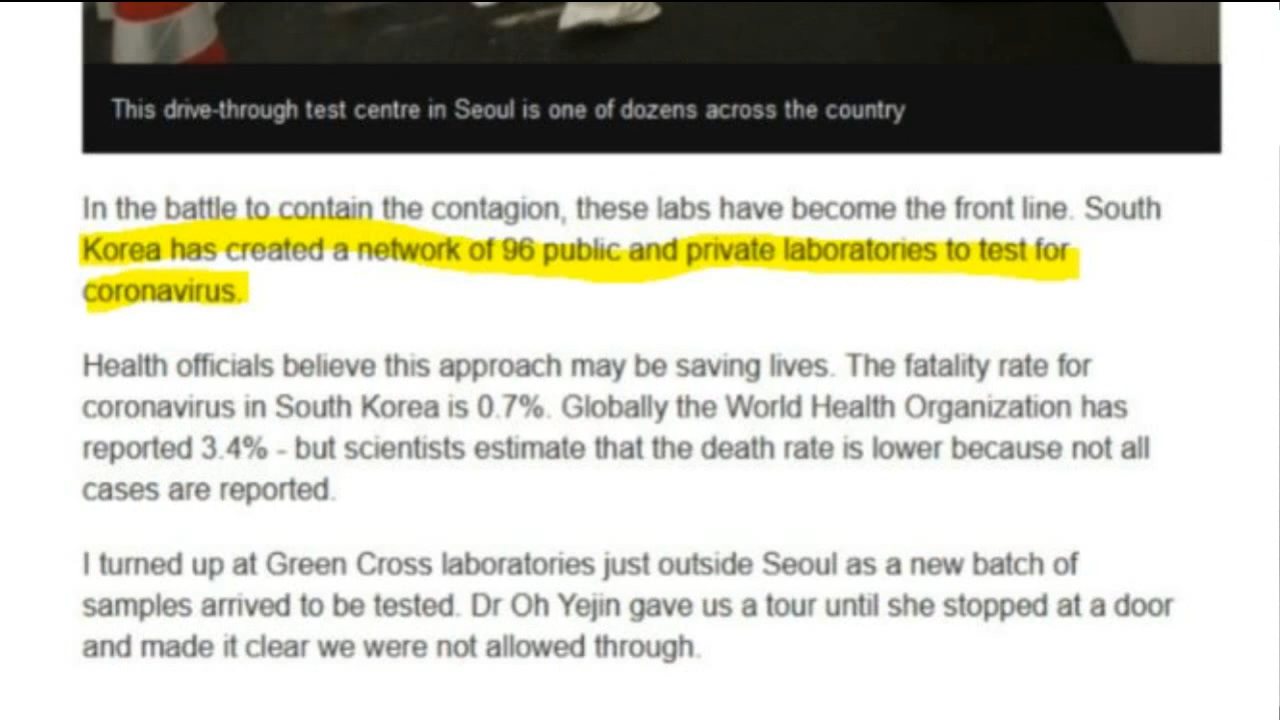 This drive-through test centre in Seoul is one of dozens across the country
In the battle to contain the contagion, these labs have become the front line. South
Korea has created a network of 96 public and private laboratories to test for
coronavirus.
Health officials believe this approach may be saving lives. The fatality rate for
coronavirus in South Korea is 0.7%. Globally the World Health Organization has
reported 3.4% - but scientists estimate that the death rate is lower because not all
cases are reported.
I turned up at Green Cross laboratories just outside Seoul as a new batch of
samples arrived to be tested. Dr Oh Yejin gave us a tour until she stopped at a door
and made it clear we were not allowed through.